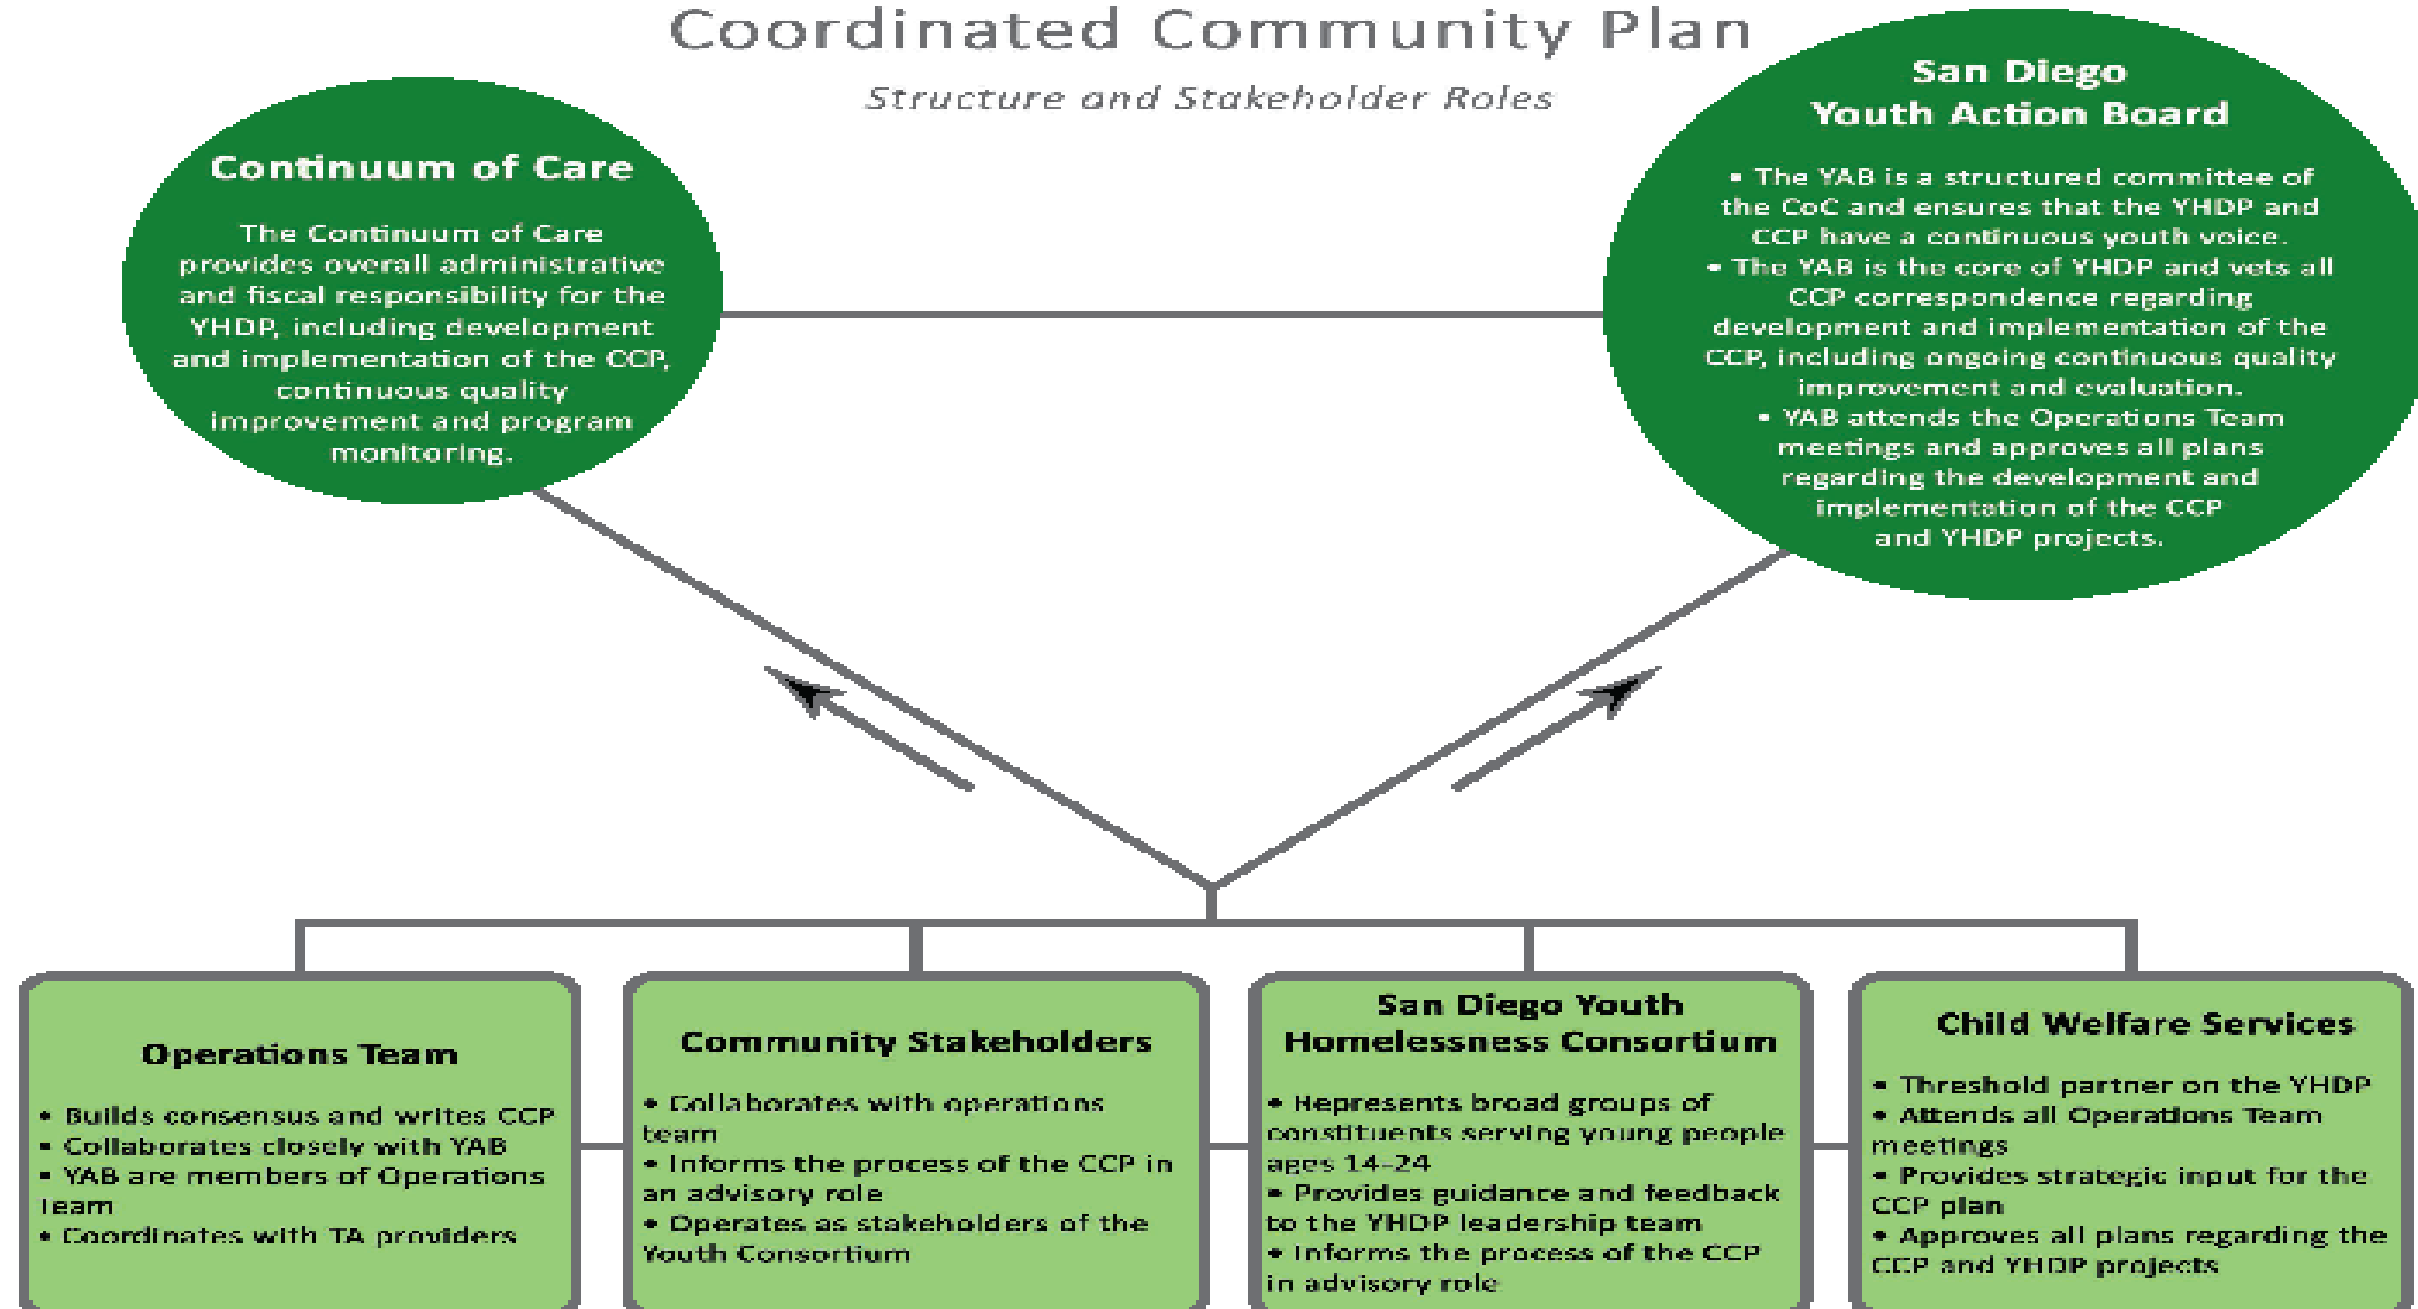 Coordinated Community Plan
Structure and Stakeholder Roles
Continuum of Care
The Continuum of Care
provides overall administrative
and fiscal responsibility for the
YHDP, including development
and implementation of the CCP,
continuous quality
improvement and program
monitoring.
San Diego
Youth Action Board
• The YAB is a structured committee of
the CoC and ensures that the YHDP and
CCP have a continuous youth voice.
• The YAB is the core of YHDP and vets all
CCP correspondence regarding
development and implementation of the
CCP, including ongoing continuous quality
improvement and evaluation.
• YAB attends the Operations Team
meetings and approves all plans
regarding the development and
implementation of the CCP
and YHDP projects.
Operations Team
• Builds consensus and writes CCP
• Collaborates closely with YAB
• YAB are members of Operations
Team
• Coordinates with TA providers
Community Stakeholders
• Collaborates with operations
team
• Informs the process of the CCP in
an advisory role
• Operates as stakeholders of the
Youth Consortium
San Diego Youth
Homelessness Consortium
• Represents broad groups of
constituents serving young people
ages 14-24
• Provides guidance and feedback
to the YHDP leadership team
• Informs the process of the CCP
in advisory role
Child Welfare Services
• Threshold partner on the YHDP
• Attends all Operations Team
meetings
• Provides strategic input for the
CCP plan
• Approves all plans regarding the
CCP and YHDP projects